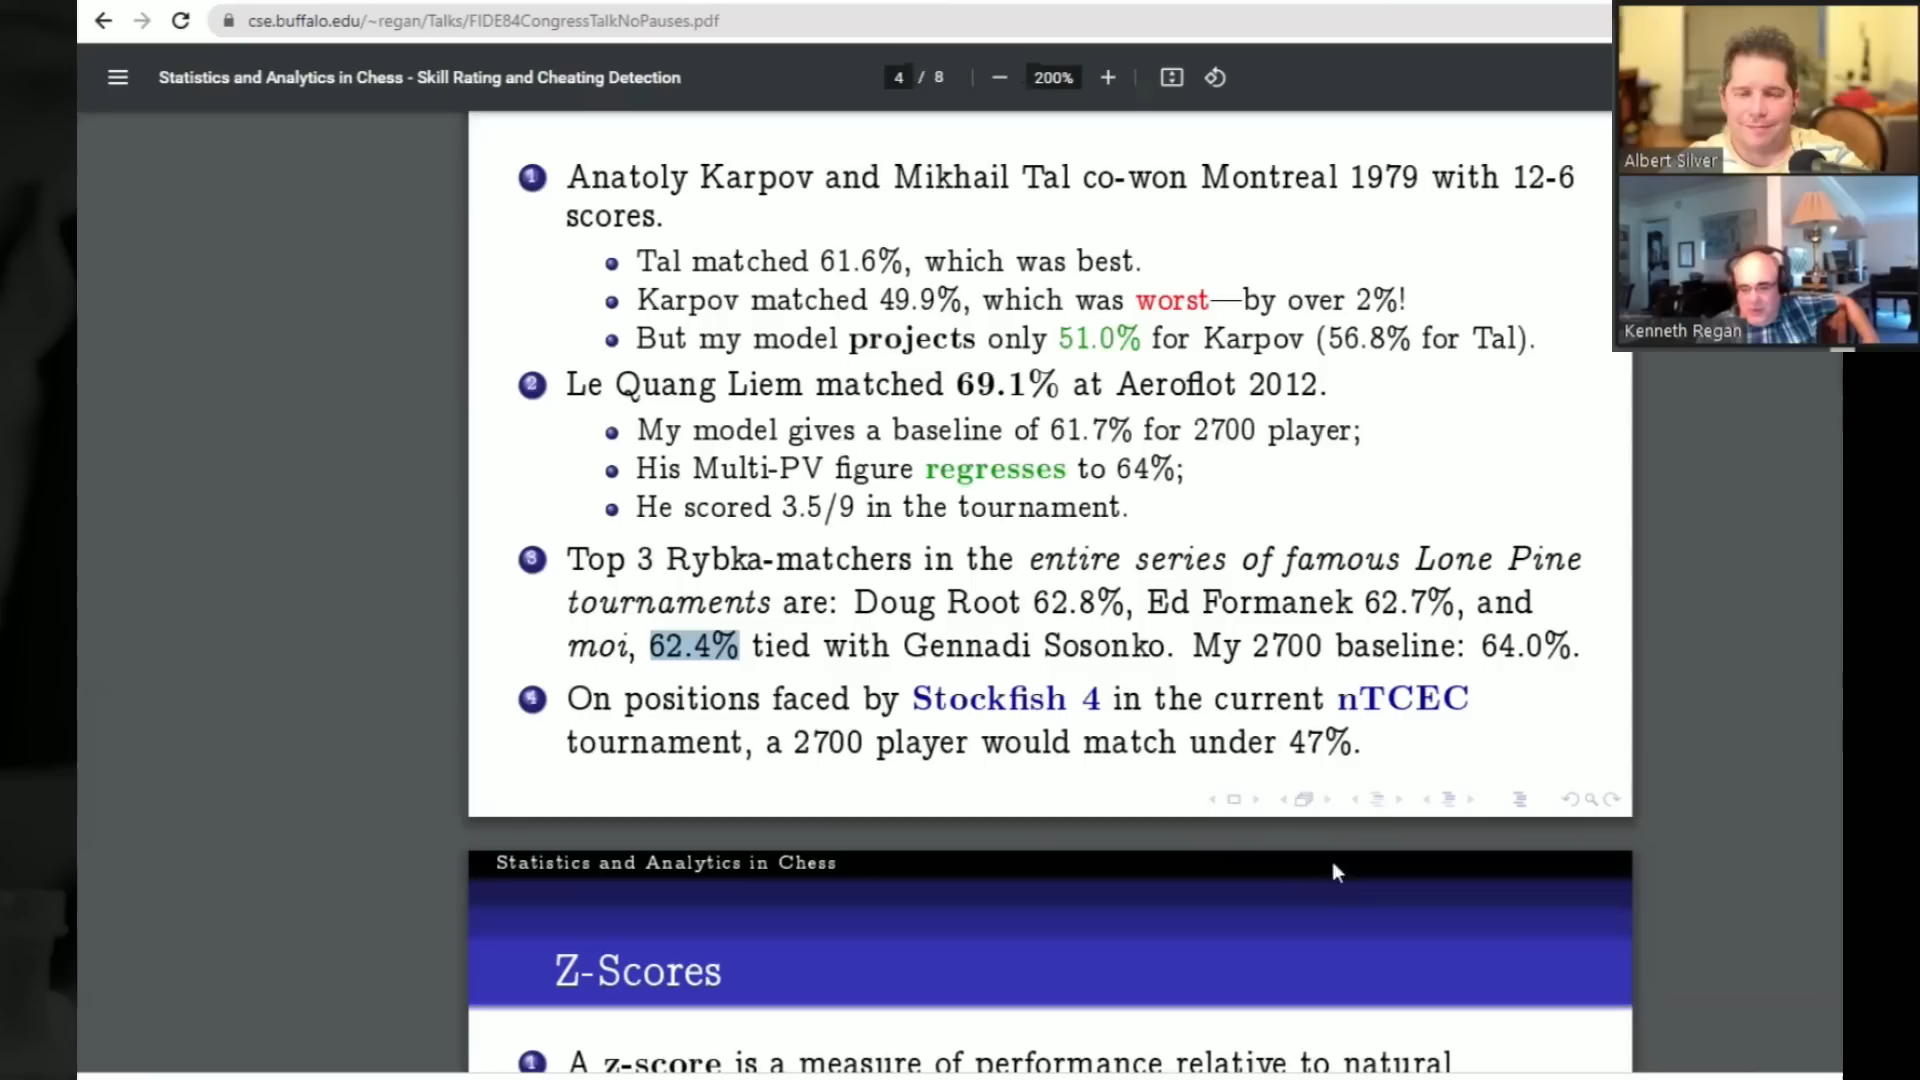 cse.buffalo.edu/~regan/Talks/FIDE84CongressTalkNoPauses.pdf
Statistics and Analytics in Chess - Skill Rating and Cheating Detection
4 / 8
200%
Albert Silver
Kenneth Regan
1 Anatoly Karpov and Mikhail Tal co-won Montreal 1979 with 12-6
scores.
Tal matched 61.6%, which was best.
Karpov matched 49.9%, which was worst—by over 2%!
But my model projects only 51.0% for Karpov (56.8% for Tal).
2 Le Quang Liem matched 69.1% at Aeroflot 2012.
My model gives a baseline of 61.7% for 2700 player;
His Multi-PV figure regresses to 64%;
He scored 3.5/9 in the tournament.
3 Top 3 Rybka-matchers in the entire series of famous Lone Pine
tournaments are: Doug Root 62.8%, Ed Formanek 62.7%, and
moi, 62.4% tied with Gennadi Sosonko. My 2700 baseline: 64.0%.
4 On positions faced by Stockfish 4 in the current nTCEC
tournament, a 2700 player would match under 47%.
Statistics and Analytics in Chess
Z-Scores
1 A z-score is a measure of performance relative to natural